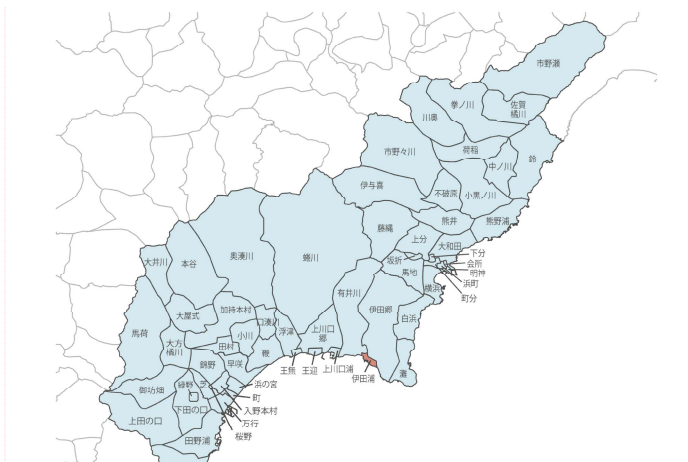 市野瀬
拳ノ川
佐賀
橘川
川奥
荷稲
市野々川
中ノ川
鈴
伊与喜
不破原
小黒ノ川
藤縄
熊井
熊野浦
上分
大和田
下分
会所
明神
浜町
町分
坂折
馬地
横浜
大井川
本谷
奥湊川
蜷川
有井川
伊田郷
白浜
灘
馬荷
大屋式
加持本村
口湊川
浮津
上川口
郷
大方
橘川
小川
田村
鞭
錦野
早咲
王無
王迎
上川口浦
伊田浦
御坊畑
緑野
芝
浜の宮
町
入野本村
万行
桜野
上田の口
下田の口
田野浦